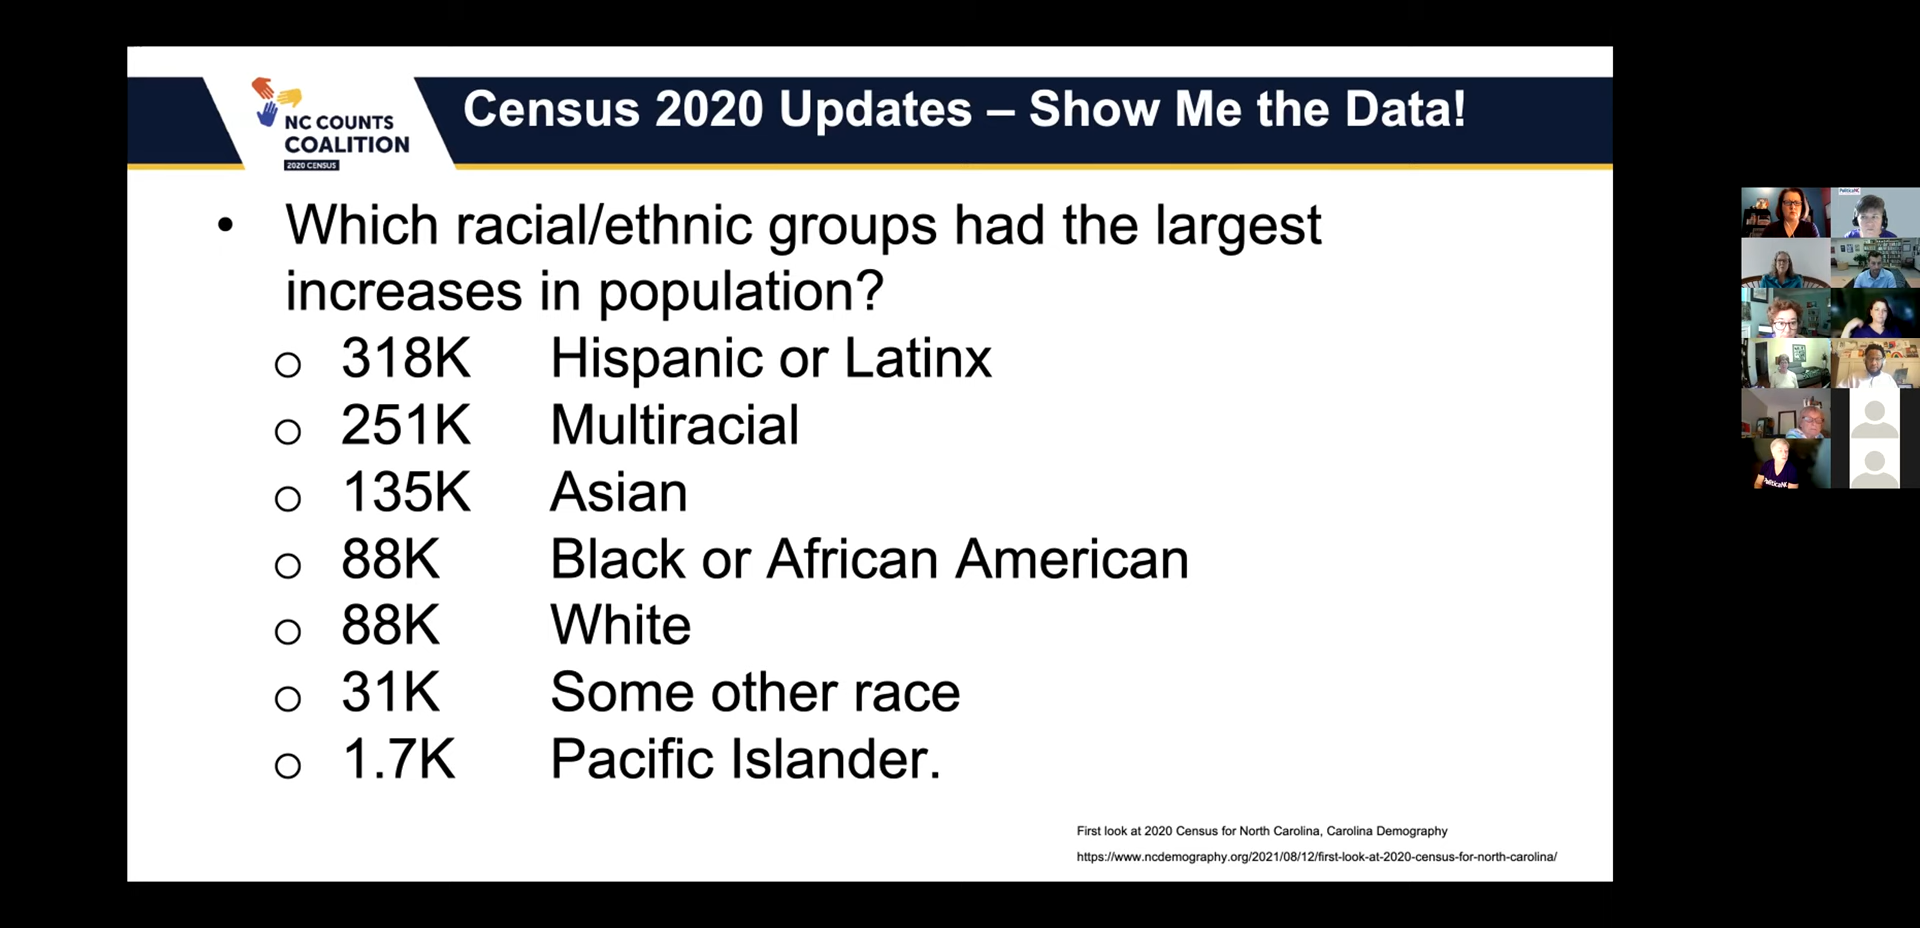 NC COUNTS
COALITION
2020 CENSUS
Census 2020 Updates – Show Me the Data!
• Which racial/ethnic groups had the largest
increases in population?
○ 318K Hispanic or Latinx
○ 251K Multiracial
○ 135K Asian
○ 88K Black or African American
○ 88K White
○ 31K Some other race
○ 1.7K Pacific Islander.
First look at 2020 Census for North Carolina, Carolina Demography
https://www.ncdemography.org/2021/08/12/first-look-at-2020-census-for-north-carolina/